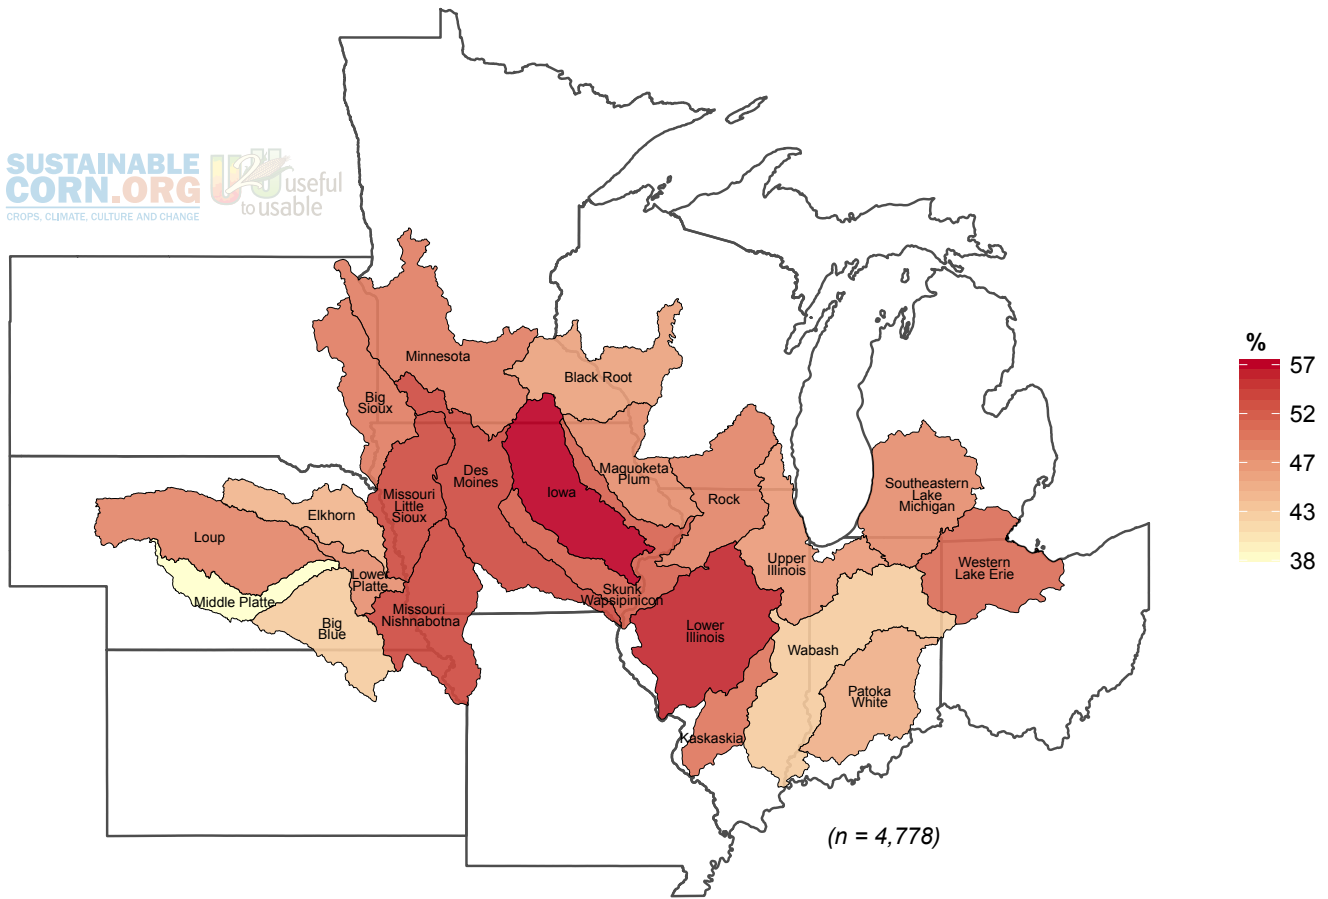 SUSTAINABLE
CORN.ORG
CROPS, CLIMATE, CULTURE AND CHANGE
U2U
useful
to usable
Minnesota
Black Root
Big
Sioux
Des
Moines
Iowa
Maquoketa
Plum
Rock
Southeastern
Lake
Michigan
Missouri
Little
Sioux
Elkhorn
Loup
Lower
Platte
Middle Platte
Big
Blue
Missouri
Nishnabotna
Skunk
Wapsipinicon
Upper
Illinois
Western
Lake Erie
Lower
Illinois
Wabash
Patoka
White
Kaskaskia
(n = 4,778)
%
57
52
47
43
38